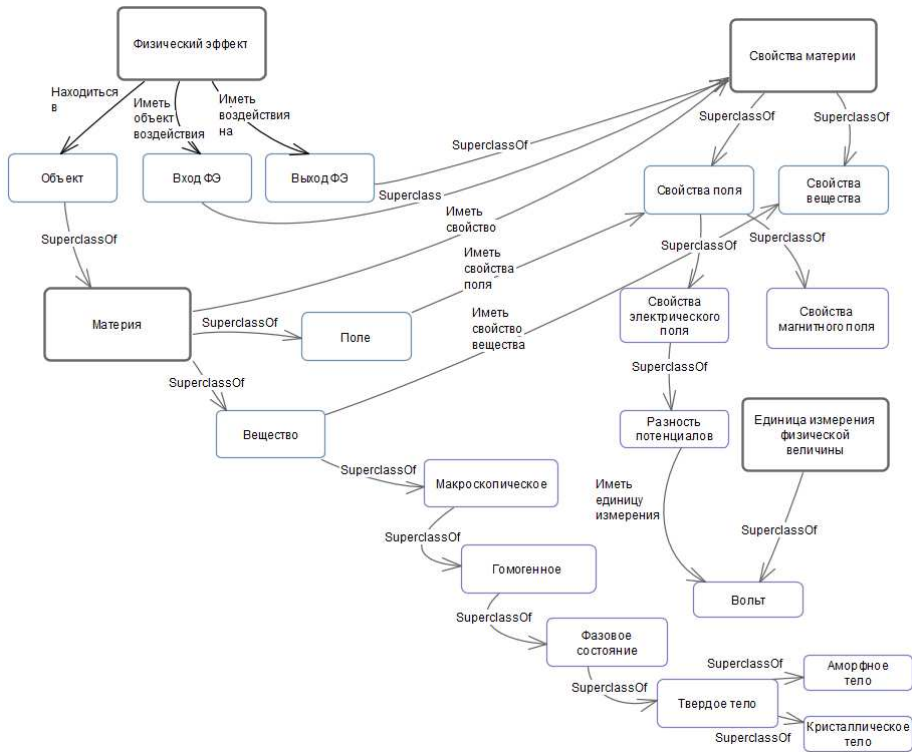 Физический эффект
Свойства материи
Находиться
в
Иметь
объект
воздействия
Иметь
воздействия
на
SuperclassOf
SuperclassOf
SuperclassOf
Объект
Вход ФЭ
Выход ФЭ
Superclass
Свойства поля
Свойства
вещества
SuperclassOf
Иметь
свойство
Иметь
свойства
поля
SuperclassOf
SuperclassOf
Материя
SuperclassOf
Поле
Иметь
свойство
вещества
Свойства
электрического
поля
Свойства
магнитного поля
SuperclassOf
SuperclassOf
Вещество
Разность
потенциалов
Единица измерения
физической
величины
SuperclassOf
Макроскопическое
Иметь
единицу
измерения
SuperclassOf
SuperclassOf
Гомогенное
Вольт
SuperclassOf
Фазовое
состояние
SuperclassOf
SuperclassOf
Аморфное
тело
Твердое тело
SuperclassOf
Кристаллическое
тело